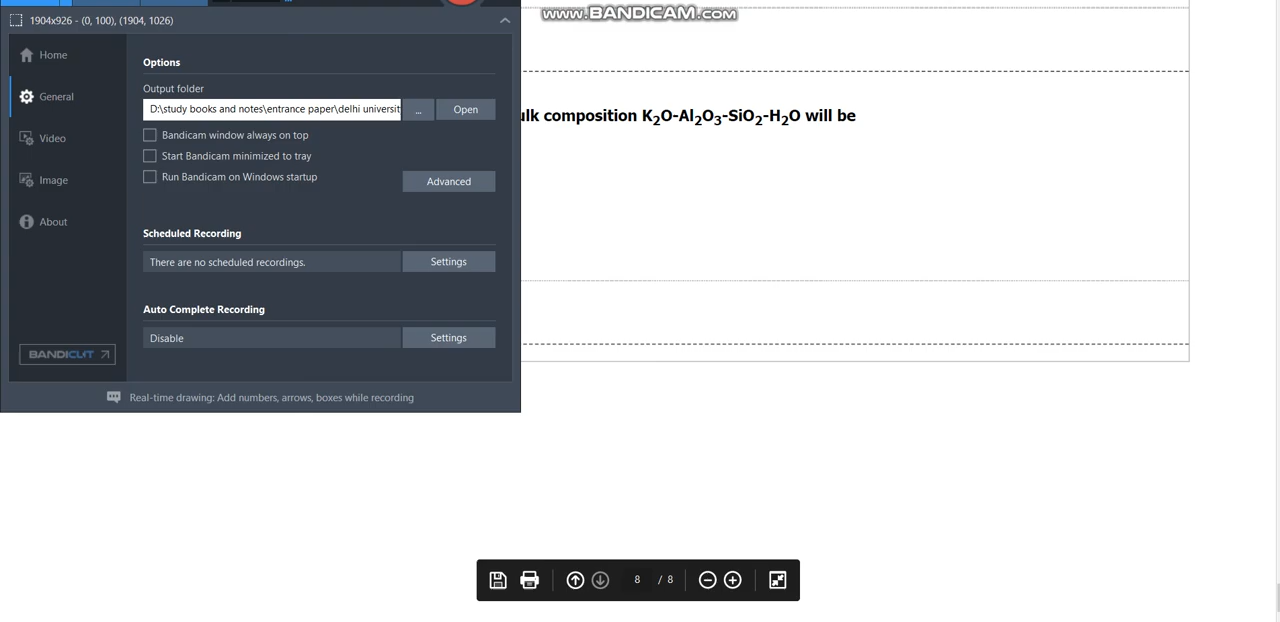 1904x926 - (0, 100), (1904, 1026)
www.BANDICAM.com
Home
General
Video
Image
About
BANDICUT
Options
Output folder
D:\study books and notes\entrance paper\delhi universit
...
Open
Bandicam window always on top
Start Bandicam minimized to tray
Run Bandicam on Windows startup
Advanced
Scheduled Recording
There are no scheduled recordings.
Settings
Auto Complete Recording
Disable
Settings
Real-time drawing: Add numbers, arrows, boxes while recording
ulk composition K₂O-Al₂O₃-SiO₂-H₂O will be
8 / 8